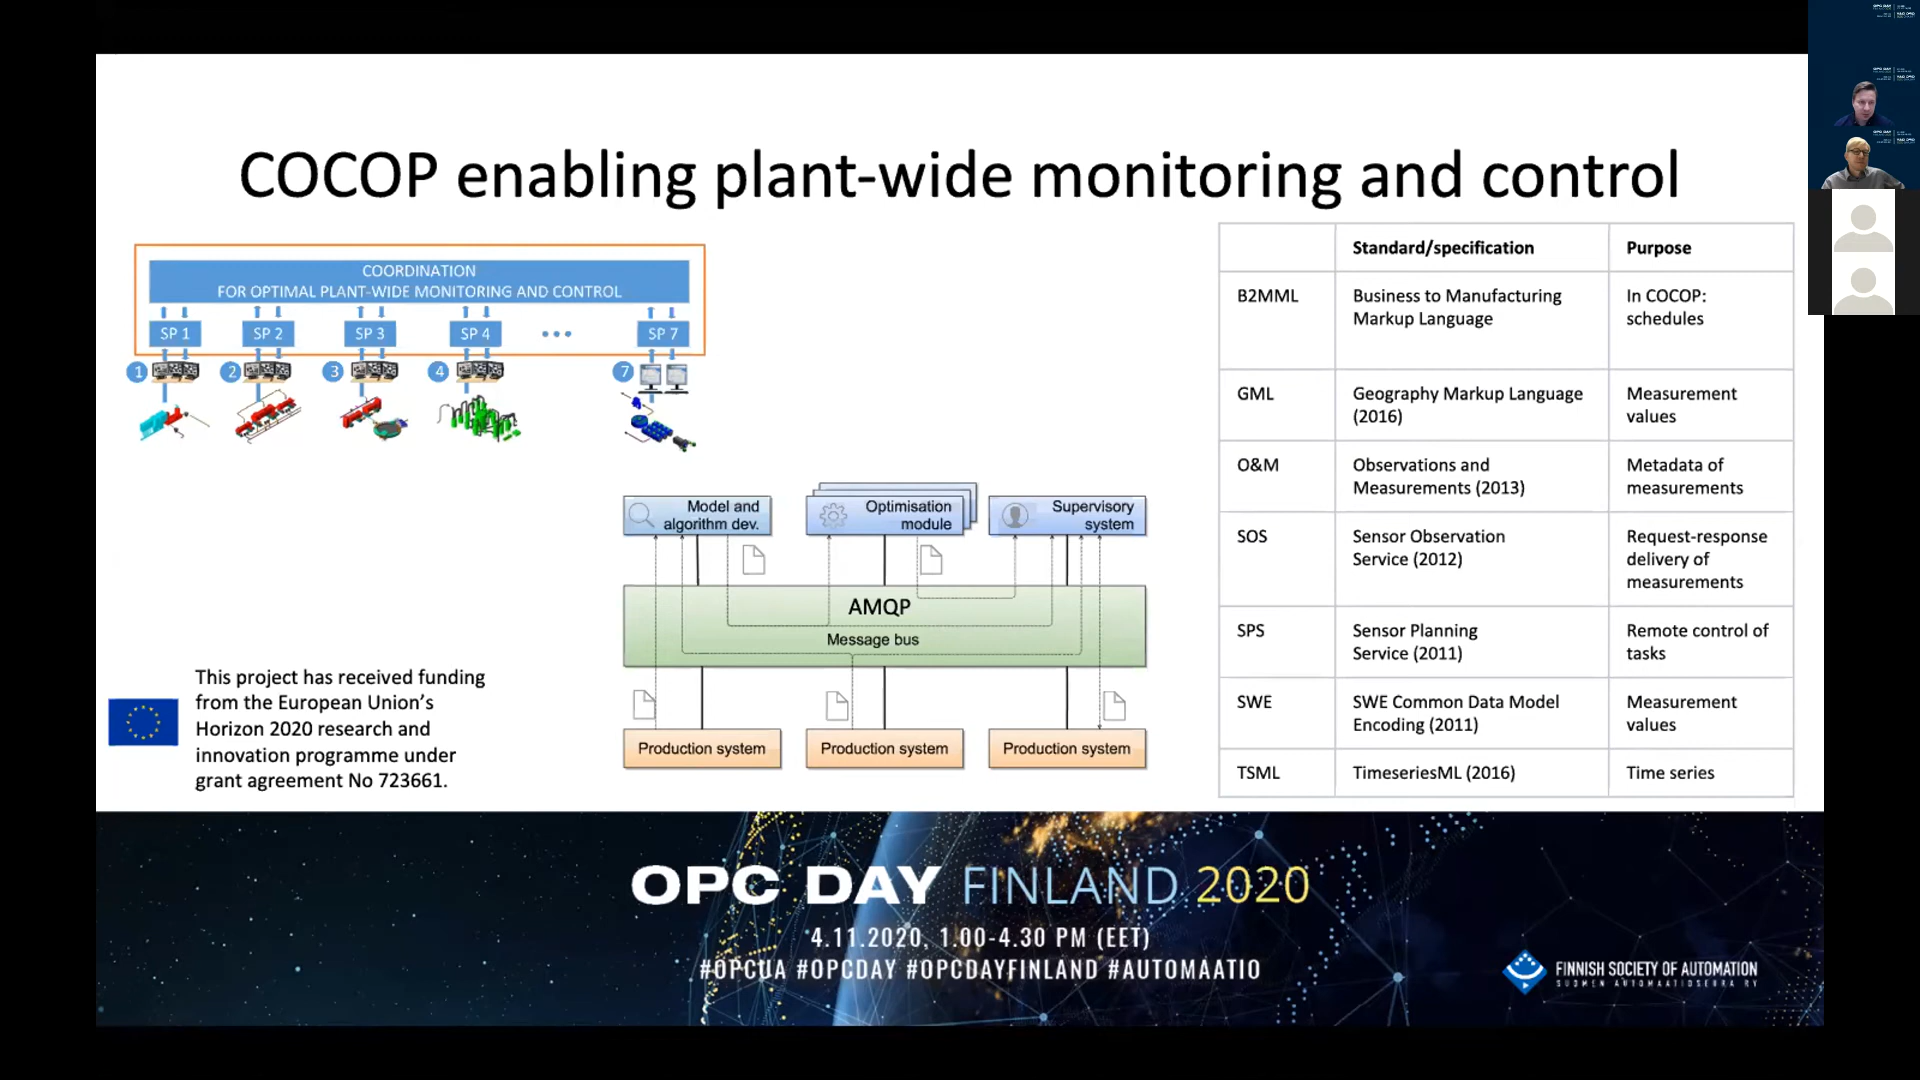 COCOP enabling plant-wide monitoring and control
COORDINATION
FOR OPTIMAL PLANT-WIDE MONITORING AND CONTROL
SP 1
SP 2
SP 3
SP 4
SP 7
1
2
3
4
7
Model and
algorithm dev.
Optimisation
module
Supervisory
system
AMQP
Message bus
Production system
Production system
Production system
This project has received funding
from the European Union's
Horizon 2020 research and
innovation programme under
grant agreement No 723661.
Standard/specification
Purpose
B2MML
Business to Manufacturing
Markup Language
In COCOP:
schedules
GML
Geography Markup Language
(2016)
Measurement
values
O&M
Observations and
Measurements (2013)
Metadata of
measurements
SOS
Sensor Observation
Service (2012)
Request-response
delivery of
measurements
SPS
Sensor Planning
Service (2011)
Remote control of
tasks
SWE
SWE Common Data Model
Encoding (2011)
Measurement
values
TSML
TimeseriesML (2016)
Time series
OPC DAY FINLAND 2020
4.11.2020, 1.00-4.30 PM (EET)
#OPCUA #OPCDAY #OPCDAYFINLAND #AUTOMAATIO
FINNISH SOCIETY OF AUTOMATION
SUOMEN AUTOMAATIOSEURA RY